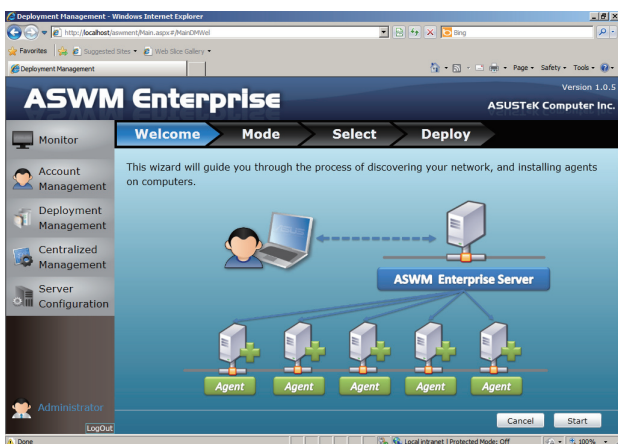 Deployment Management - Windows Internet Explorer
http://localhost/aswment/Main.aspx#/MainDMWel
Bing
Favorites
Suggested Sites
Web Slice Gallery
Deployment Management
Page
Safety
Tools
Version 1.0.5
ASWM Enterprise
ASUSTeK Computer Inc.
Monitor
Account
Management
Deployment
Management
Centralized
Management
Server
Configuration
Administrator
LogOut
Welcome
Mode
Select
Deploy
This wizard will guide you through the process of discovering your network, and installing agents
on computers.
ASWM Enterprise Server
Agent
Agent
Agent
Agent
Agent
Cancel
Start
Done
Local intranet | Protected Mode: Off
100%